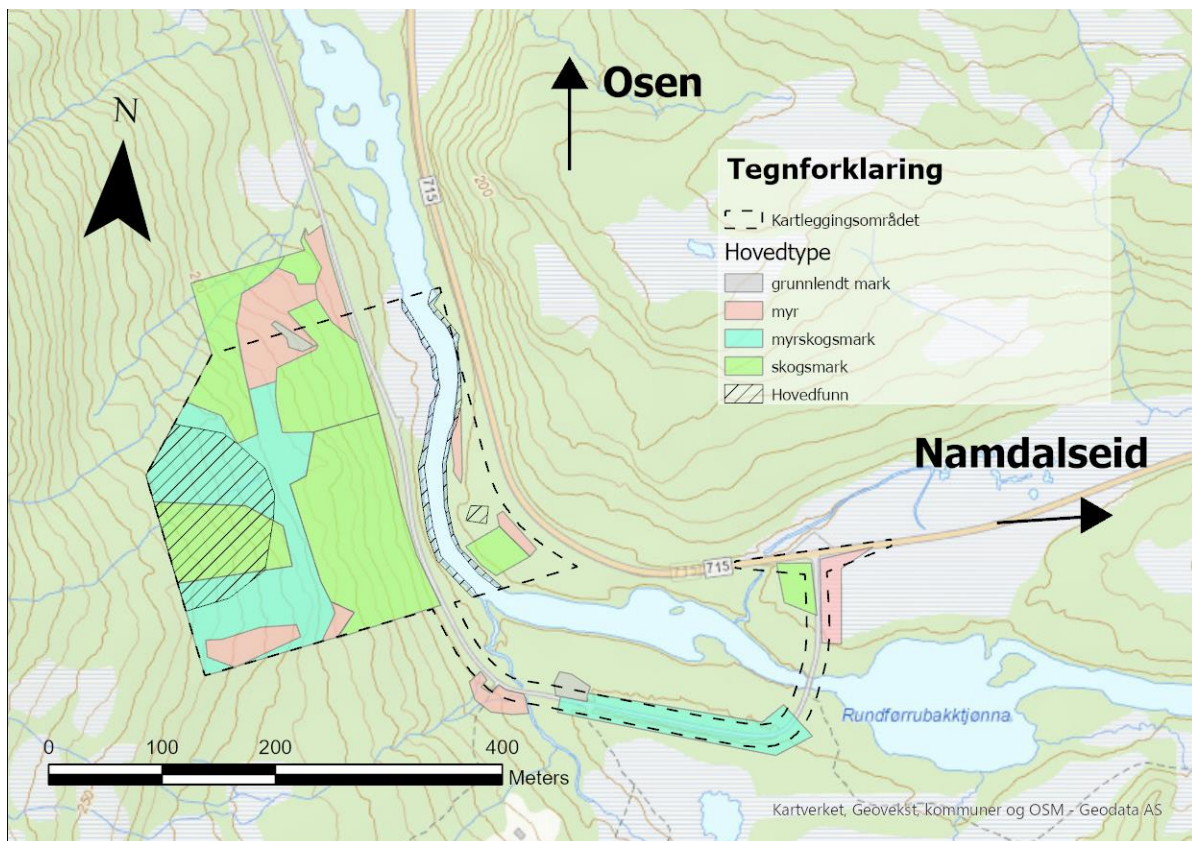 N
Osen
715
200
Tegnforklaring
Kartleggingsområdet
Hovedtype
grunnlendt mark
myr
myrskogsmark
skogsmark
Hovedfunn
Namdalseid
715 715
Rundførrubakktjønna
0 100 200 400
Meters
250
Kartverket, Geovekst, kommuner og OSM - Geodata AS